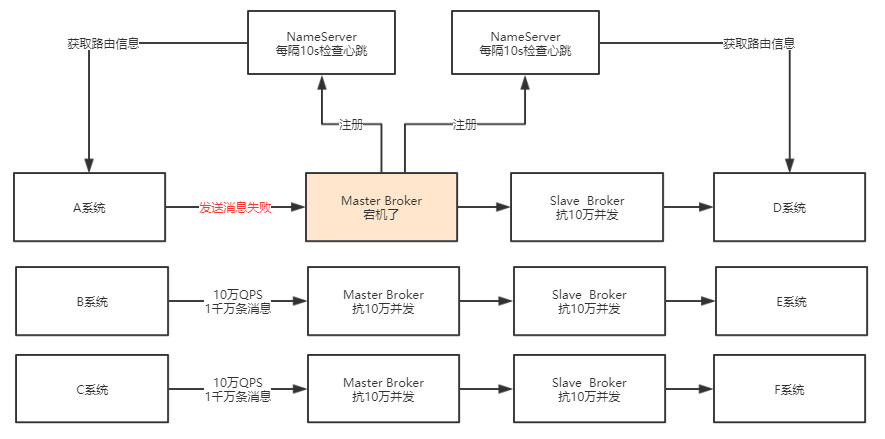 NameServer
每隔10s检查心跳
NameServer
每隔10s检查心跳
获取路由信息
获取路由信息
注册
注册
A系统
发送消息失败
Master Broker
宕机了
Slave Broker
抗10万并发
D系统
B系统
10万QPS
1千万条消息
Master Broker
抗10万并发
Slave Broker
抗10万并发
E系统
C系统
10万QPS
1千万条消息
Master Broker
抗10万并发
Slave Broker
抗10万并发
F系统